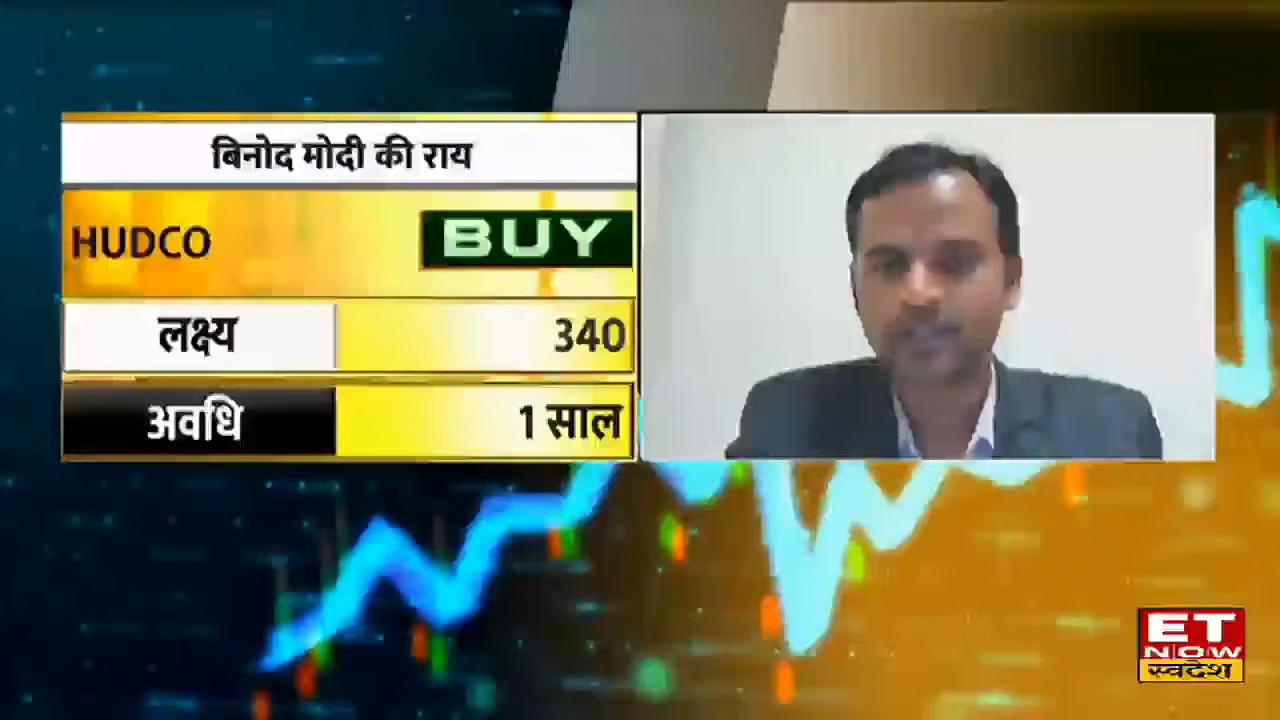 बिनोद मोदी की राय
HUDCO BUY
लक्ष्य 340
अवधि 1 साल
ET
NOW
स्वदेश